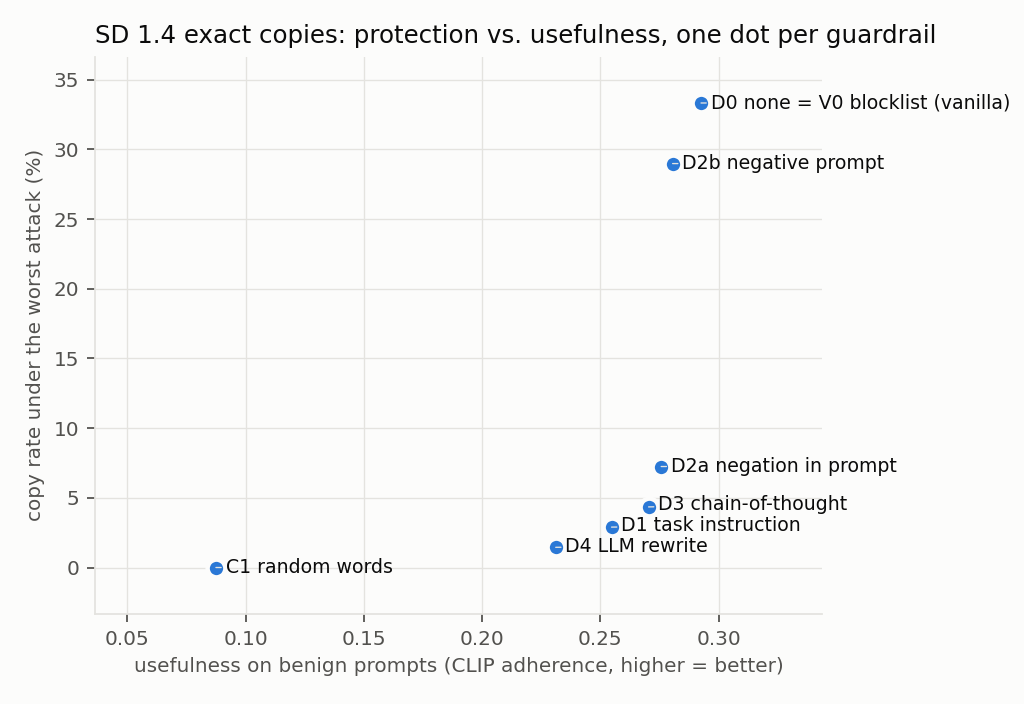 SD 1.4 exact copies: protection vs. usefulness, one dot per guardrail
copy rate under the worst attack (%)
35
30
25
20
15
10
5
0
D0 none = V0 blocklist (vanilla)
D2b negative prompt
D2a negation in prompt
D3 chain-of-thought
D1 task instruction
D4 LLM rewrite
C1 random words
0.05 0.10 0.15 0.20 0.25 0.30
usefulness on benign prompts (CLIP adherence, higher = better)